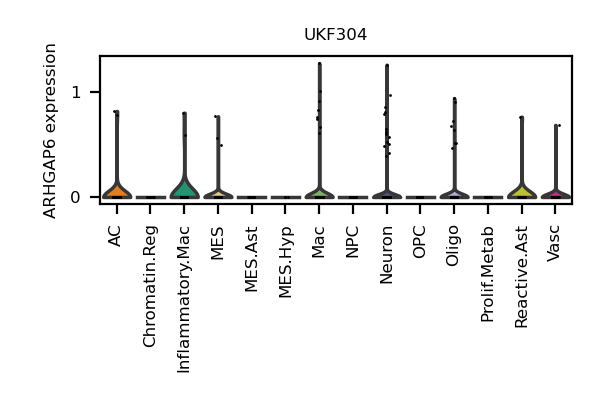 UKF304
ARHGAP6 expression
1
0
AC
Chromatin.Reg
Inflammatory.Mac
MES
MES.Ast
MES.Hyp
Mac
NPC
Neuron
OPC
Oligo
Prolif.Metab
Reactive.Ast
Vasc